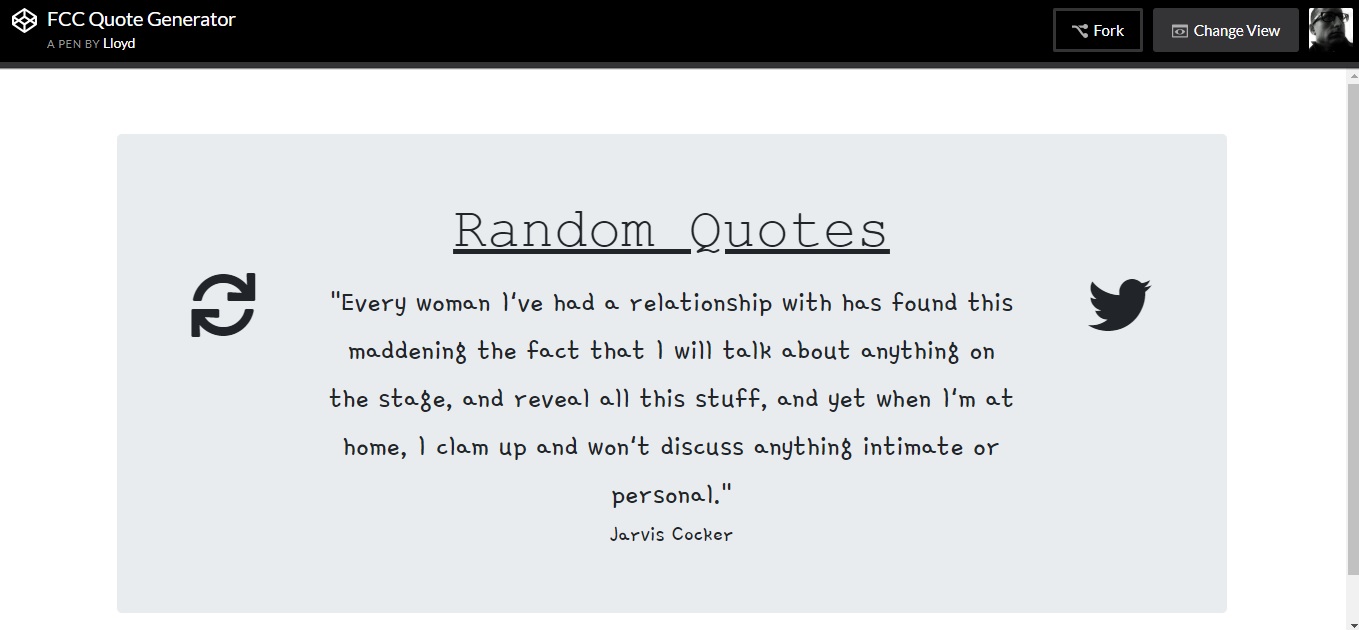 FCC Quote Generator
A PEN BY Lloyd
Fork
Change View
Random Quotes
"Every woman I've had a relationship with has found this
maddening the fact that I will talk about anything on
the stage, and reveal all this stuff, and yet when I'm at
home, I clam up and won't discuss anything intimate or
personal."
Jarvis Cocker